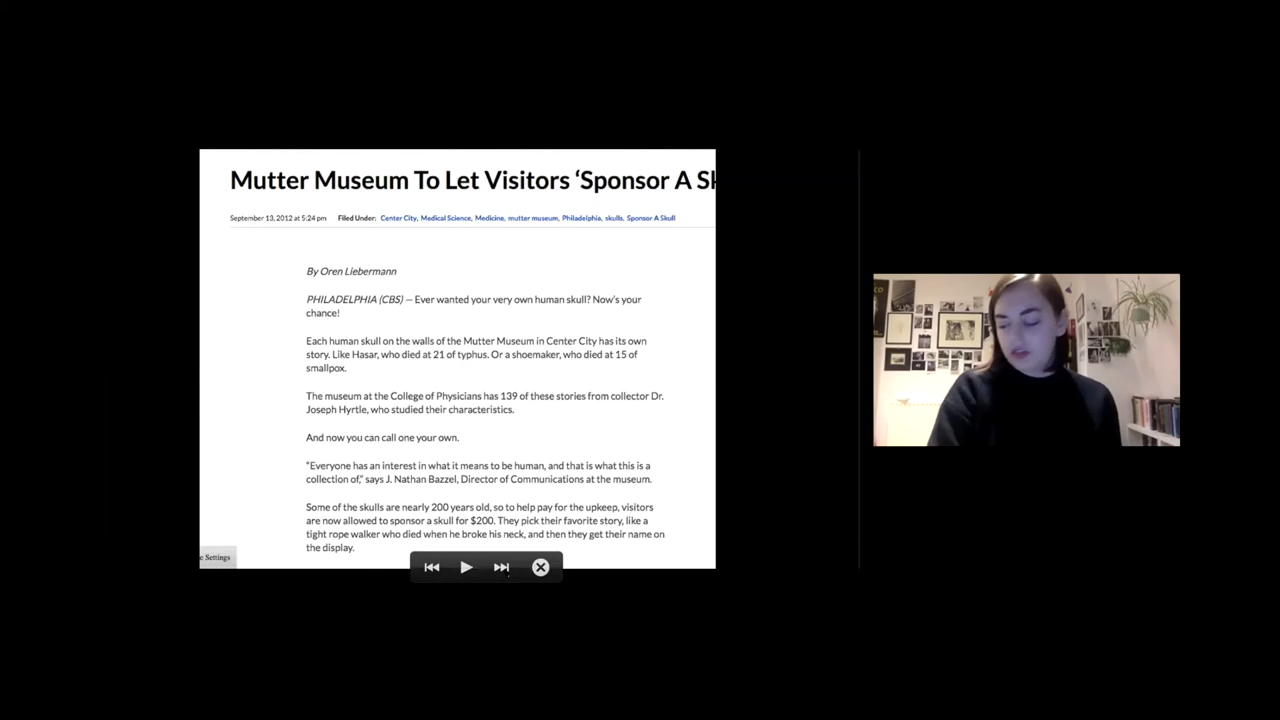 Mutter Museum To Let Visitors ‘Sponsor A
September 13, 2012 at 5:24 pm Filed Under: Center City, Medical Science, Medicine, mutter museum, Philadelphia, skulls, Sponsor A Skull
By Oren Liebermann
PHILADELPHIA (CBS) — Ever wanted your very own human skull? Now’s your
chance!
Each human skull on the walls of the Mutter Museum in Center City has its own
story. Like Hasar, who died at 21 of typhus. Or a shoemaker, who died at 15 of
smallpox.
The museum at the College of Physicians has 139 of these stories from collector Dr.
Joseph Hyrtle, who studied their characteristics.
And now you can call one your own.
“Everyone has an interest in what it means to be human, and that is what this is a
collection of,” says J. Nathan Bazzel, Director of Communications at the museum.
Some of the skulls are nearly 200 years old, so to help pay for the upkeep, visitors
are now allowed to sponsor a skull for $200. They pick their favorite story, like a
tight rope walker who died when he broke his neck, and then they get their name on
the display.
e Settings